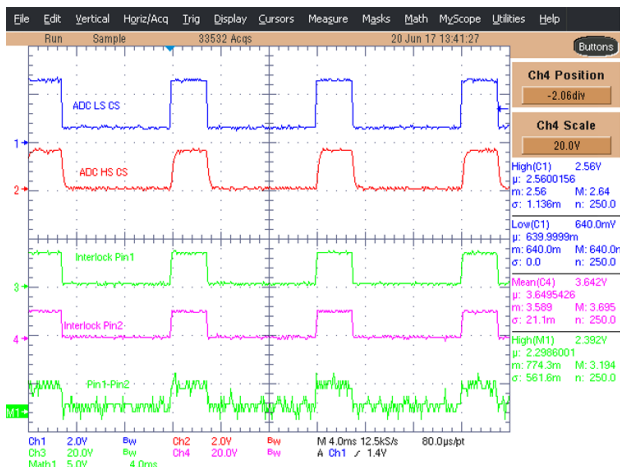 File Edit Vertical Horiz/Acq Trig Display Cursors Measure Masks Math MyScope Utilities Help
Run Sample 33532 Acqs 20 Jun 17 13:41:27
Buttons
Ch4 Position
-2.06div
Ch4 Scale
20.0V
ADC LS CS
1
ADC HS CS
2
Interlock Pin1
3
Interlock Pin2
4
Pin1-Pin2
M1
High(C1) 2.56V
µ: 2.5600156
m: 2.56 M: 2.64
σ: 1.136m n: 250.0
Low(C1) 640.0mV
µ: 639.9999m
m: 640.0m M: 640.0m
σ: 0.0 n: 250.0
Mean(C4) 3.642V
µ: 3.6495426
m: 3.589 M: 3.695
σ: 21.1m n: 250.0
High(M1) 2.392V
µ: 2.2986001
m: 774.3m M: 3.194
σ: 561.6m n: 250.0
Ch1 2.0V Bw Ch2 2.0V Bw M 4.0ms 12.5kS/s 80.0µs/pt
Ch3 20.0V Ch4 20.0V Bw A Ch1 ∕ 1.4V
Math1 5.0V 4.0ms